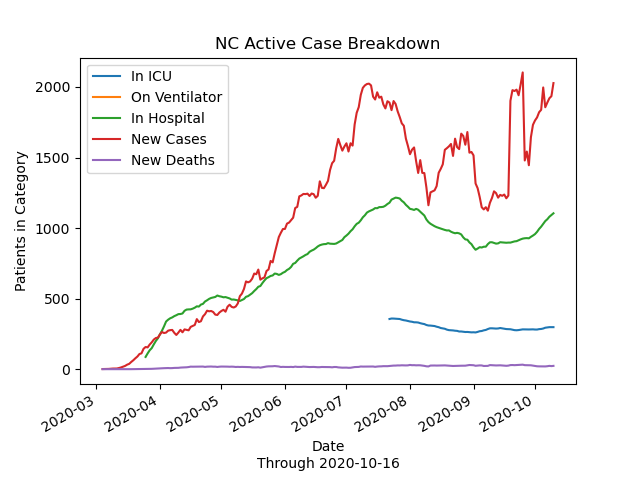 NC Active Case Breakdown
In ICU
On Ventilator
In Hospital
New Cases
New Deaths
2000
1500
1000
500
0
Patients in Category
2020-03
2020-04
2020-05
2020-06
2020-07
2020-08
2020-09
2020-10
Date
Through 2020-10-16